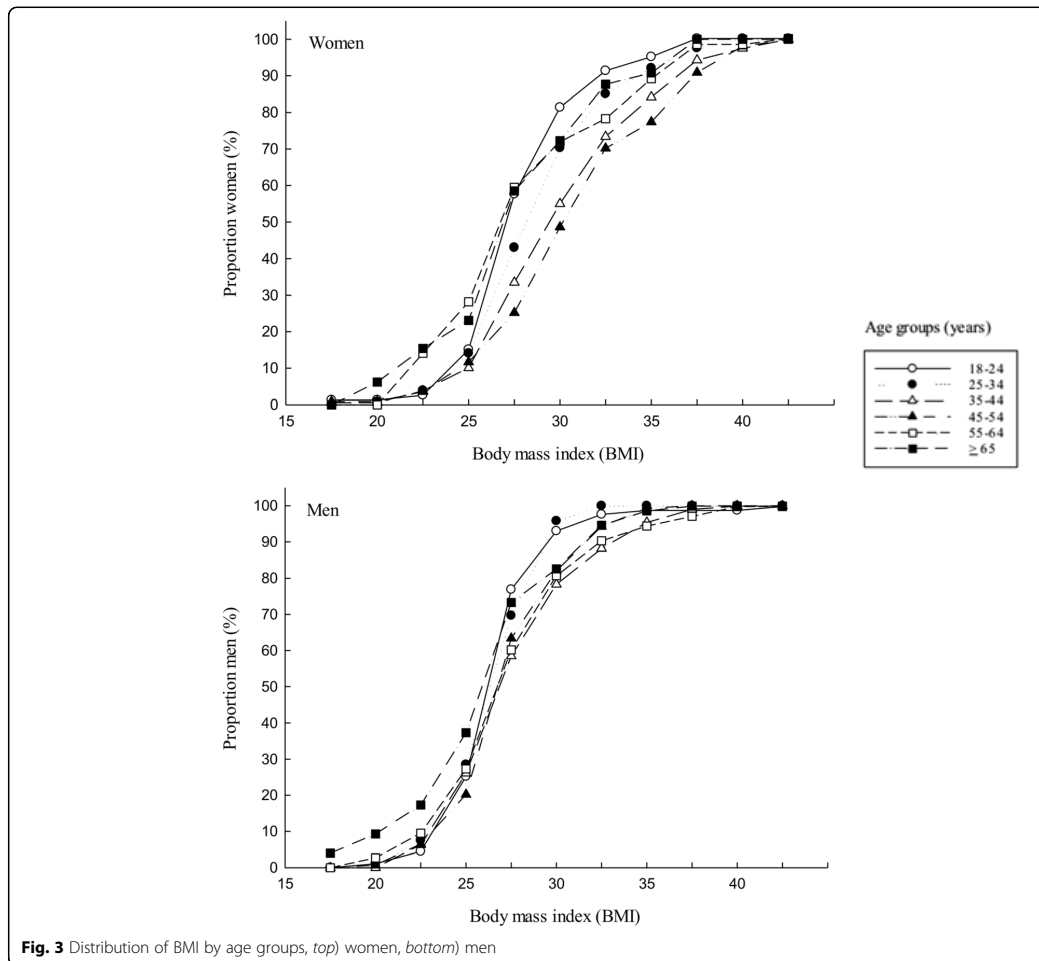 Women
100
90
80
70
60
50
40
30
20
10
0
Proportion women (%)
15 20 25 30 35 40
Body mass index (BMI)
Age groups (years)
18-24
25-34
35-44
45-54
55-64
≥65
Men
100
90
80
70
60
50
40
30
20
10
0
Proportion men (%)
15 20 25 30 35 40
Body mass index (BMI)
Fig. 3 Distribution of BMI by age groups, top) women, bottom) men